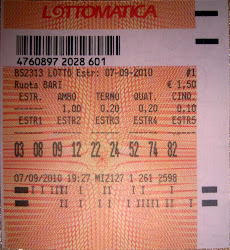 LOTTOMATICA
4760897 2028 601
BS2313 LOTTO Estr: 07-09-2010 #1
Ruota BARI € 1,50
ESTR. AMBO TERNO QUAT. CINQ.
1.00 0.20 0.20 0.10
ESTR1 ESTR2 ESTR3 ESTR4 ESTR5
03 08 09 12 22 24 52 74 82
07/09/2010 19:27 MI2127 1 261 2598